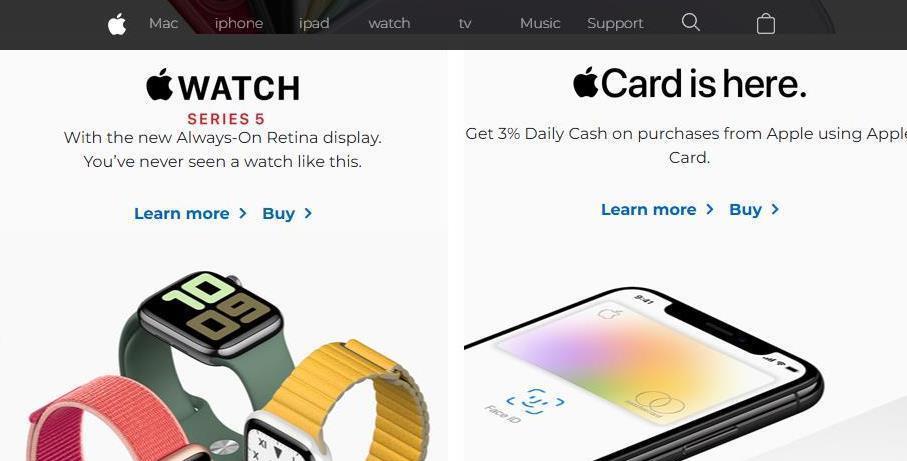 Mac iphone ipad watch tv Music Support
WATCH
SERIES 5
With the new Always-On Retina display.
You've never seen a watch like this.
Learn more > Buy >
Card is here.
Get 3% Daily Cash on purchases from Apple using Apple
Card.
Learn more > Buy >
10
09
XI
9:41
Face ID